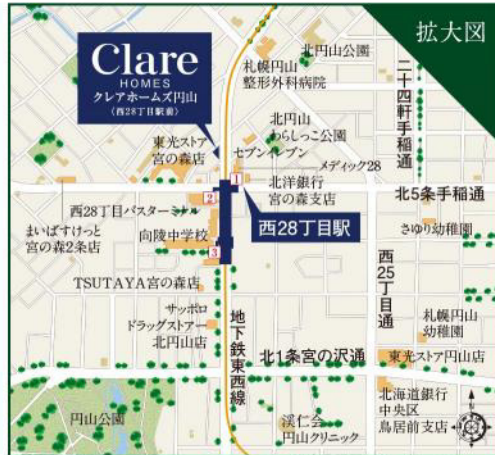 拡大図
Clare
HOMES
クレアホームズ円山
〈西28丁目駅前〉
北円山公園
札幌円山
整形外科病院
二十四軒手稲通
北円山
わらしっこ公園
東光ストア
宮の森店
セブンイレブン
メディック28
1
北洋銀行
宮の森支店
北5条手稲通
2
西28丁目バスターミナル
西28丁目駅
さゆり幼稚園
まいばすけっと
宮の森2条店
向陵中学校
3
西25丁目通
TSUTAYA宮の森店
サッポロ
ドラッグストアー
北円山店
地下鉄東西線
札幌円山
幼稚園
北1条宮の沢通
東光ストア円山店
円山公園
渓仁会
円山クリニック
北海道銀行
中央区
鳥居前支店
N